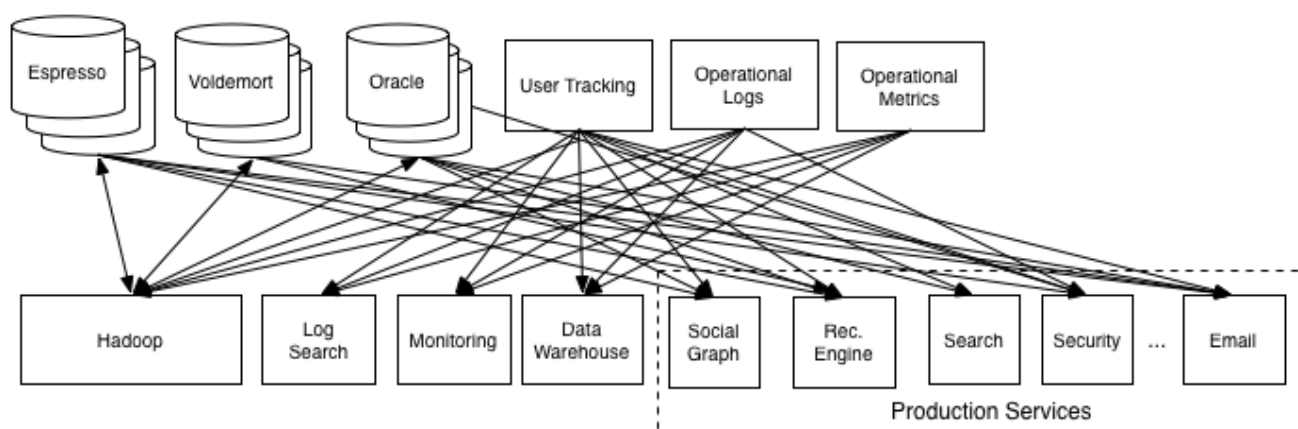 Espresso
Voldemort
Oracle
User Tracking
Operational
Logs
Operational
Metrics
Hadoop
Log
Search
Monitoring
Data
Warehouse
Social
Graph
Rec.
Engine
Search
Security
...
Email
Production Services